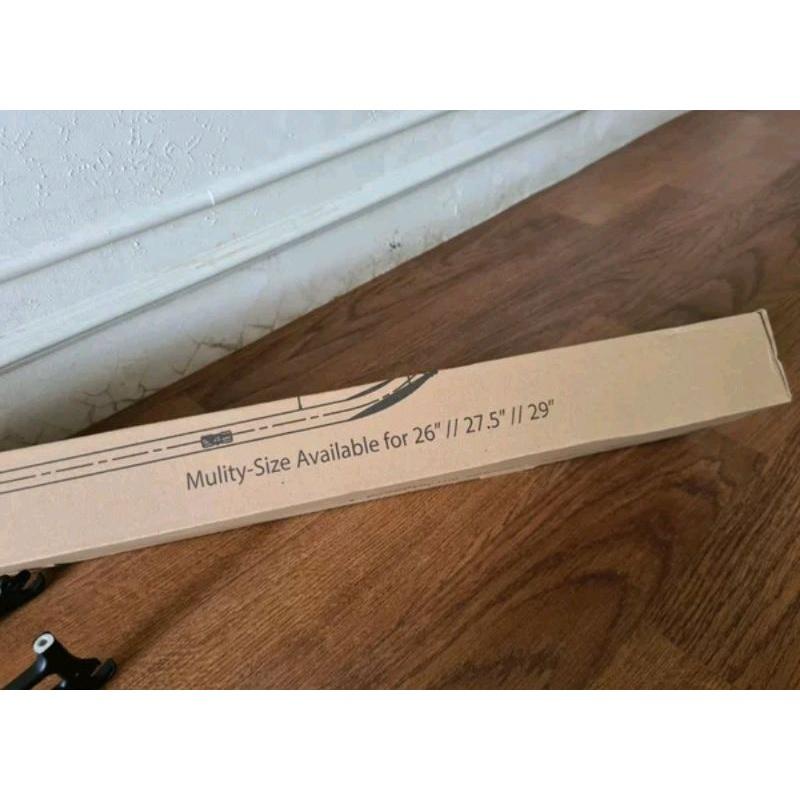 Mulity-Size Available for 26" // 27.5" // 29"